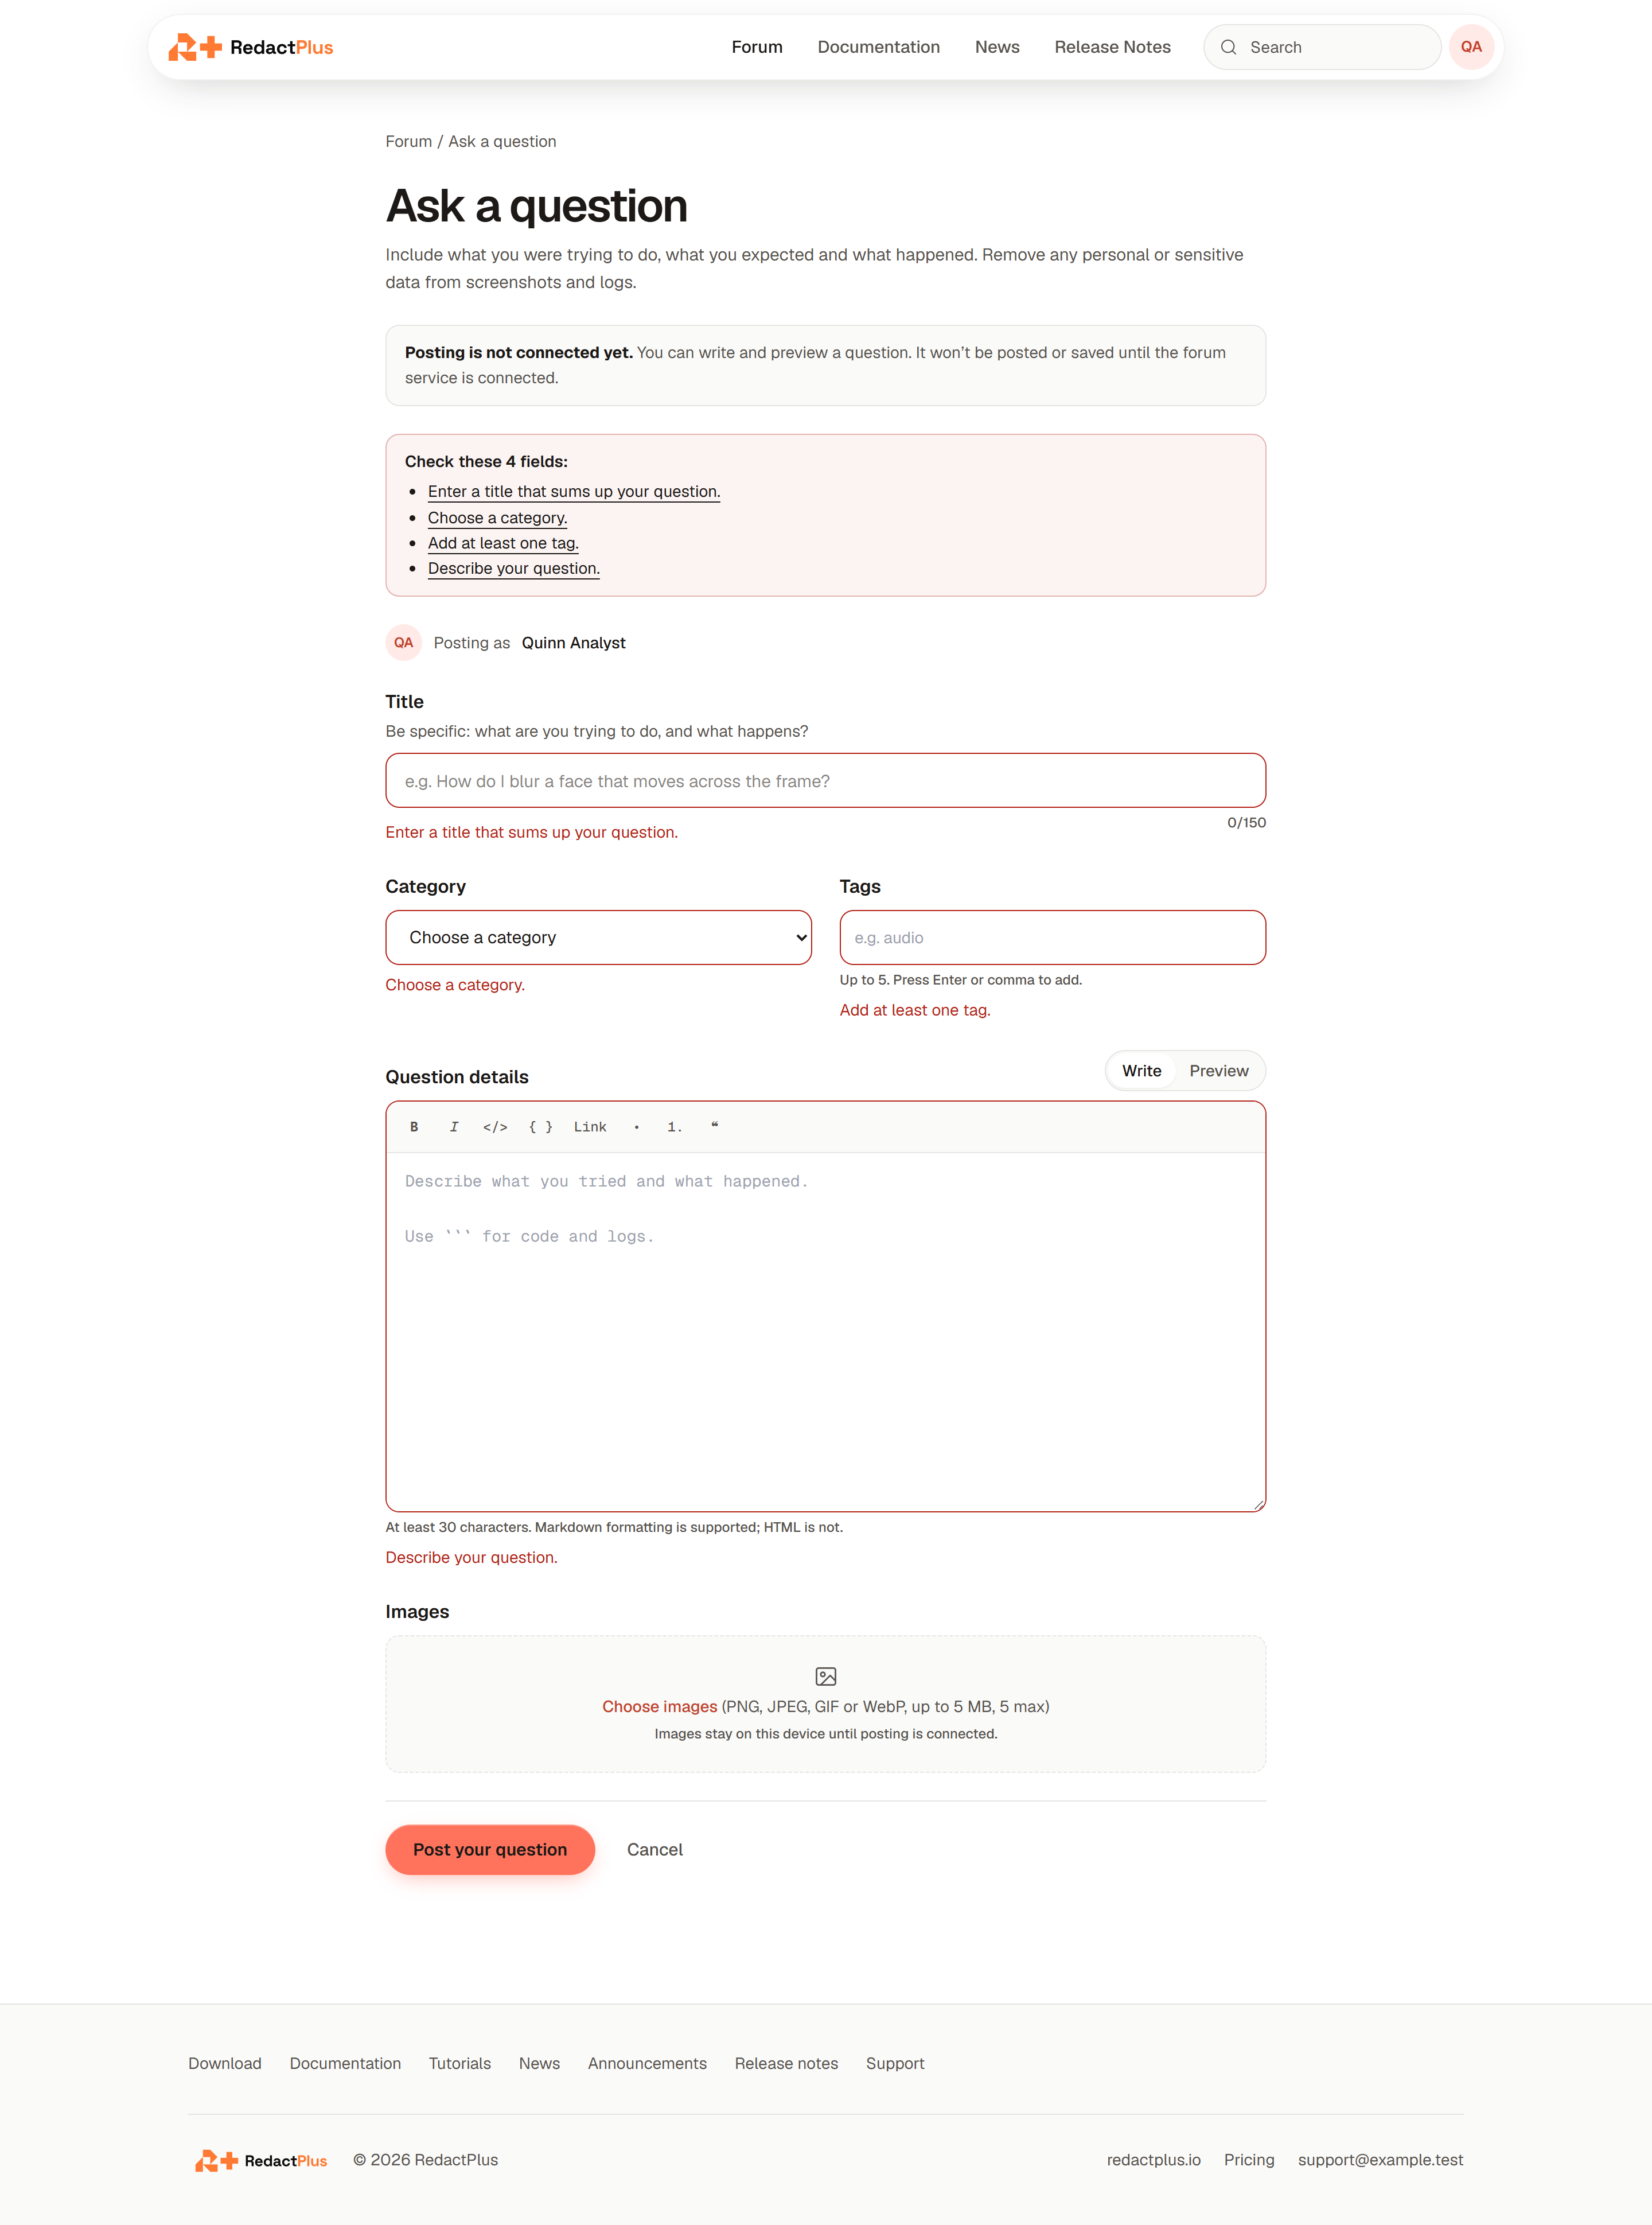 RedactPlus
Forum
Documentation
News
Release Notes
Search
QA
Forum / Ask a question
Ask a question
Include what you were trying to do, what you expected and what happened. Remove any personal or sensitive
data from screenshots and logs.
Posting is not connected yet. You can write and preview a question. It won’t be posted or saved until the forum
service is connected.
Check these 4 fields:
• Enter a title that sums up your question.
• Choose a category.
• Add at least one tag.
• Describe your question.
QA Posting as Quinn Analyst
Title
Be specific: what are you trying to do, and what happens?
e.g. How do I blur a face that moves across the frame?
Enter a title that sums up your question.
0/150
Category
Choose a category
Choose a category.
Tags
e.g. audio
Up to 5. Press Enter or comma to add.
Add at least one tag.
Question details
Write Preview
B I </> { } Link • 1. ❝
Describe what you tried and what happened.
Use ``` for code and logs.
At least 30 characters. Markdown formatting is supported; HTML is not.
Describe your question.
Images
Choose images (PNG, JPEG, GIF or WebP, up to 5 MB, 5 max)
Images stay on this device until posting is connected.
Post your question
Cancel
Download Documentation Tutorials News Announcements Release notes Support
RedactPlus © 2026 RedactPlus
redactplus.io Pricing support@example.test